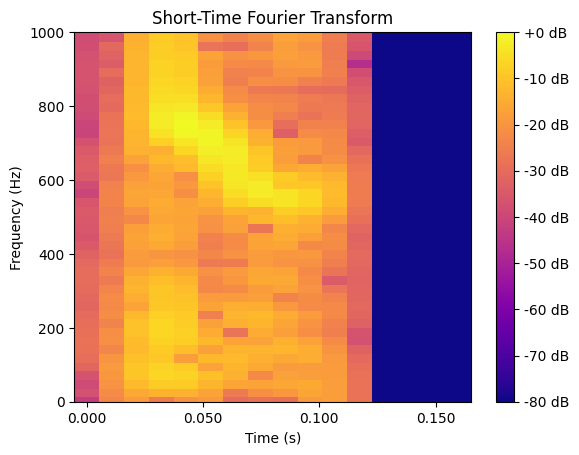 Short-Time Fourier Transform
Frequency (Hz)
1000
800
600
400
200
0
0.000
0.050
0.100
0.150
Time (s)
+0 dB
-10 dB
-20 dB
-30 dB
-40 dB
-50 dB
-60 dB
-70 dB
-80 dB